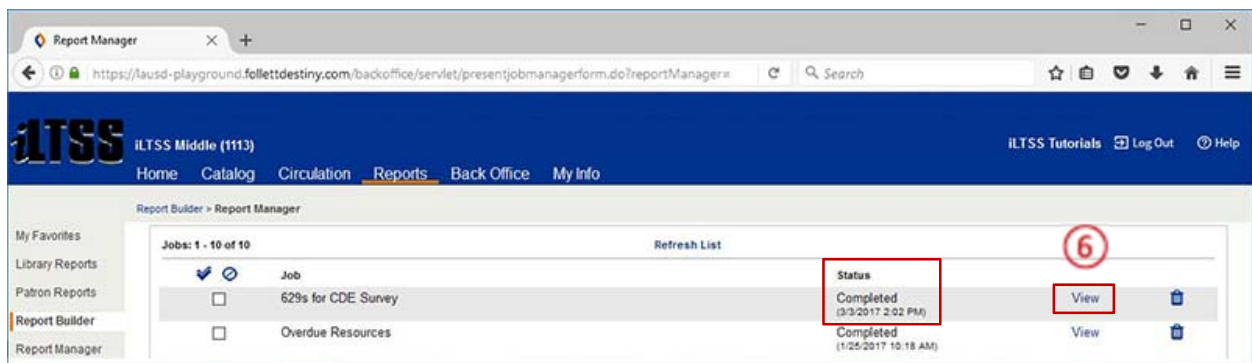 Report Manager
https://lausd-playground.follettdestiny.com/backoffice/servlet/presentjobmanagerform.do?reportManager=
Search
iLTSS
iLTSS Middle (1113)
iLTSS Tutorials Log Out Help
Home Catalog Circulation Reports Back Office My Info
Report Builder > Report Manager
My Favorites
Library Reports
Patron Reports
Report Builder
Report Manager
Jobs: 1 - 10 of 10 Refresh List
6
Job Status
629s for CDE Survey Completed View
(3/3/2017 2:02 PM)
Overdue Resources Completed View
(1/25/2017 10:18 AM)